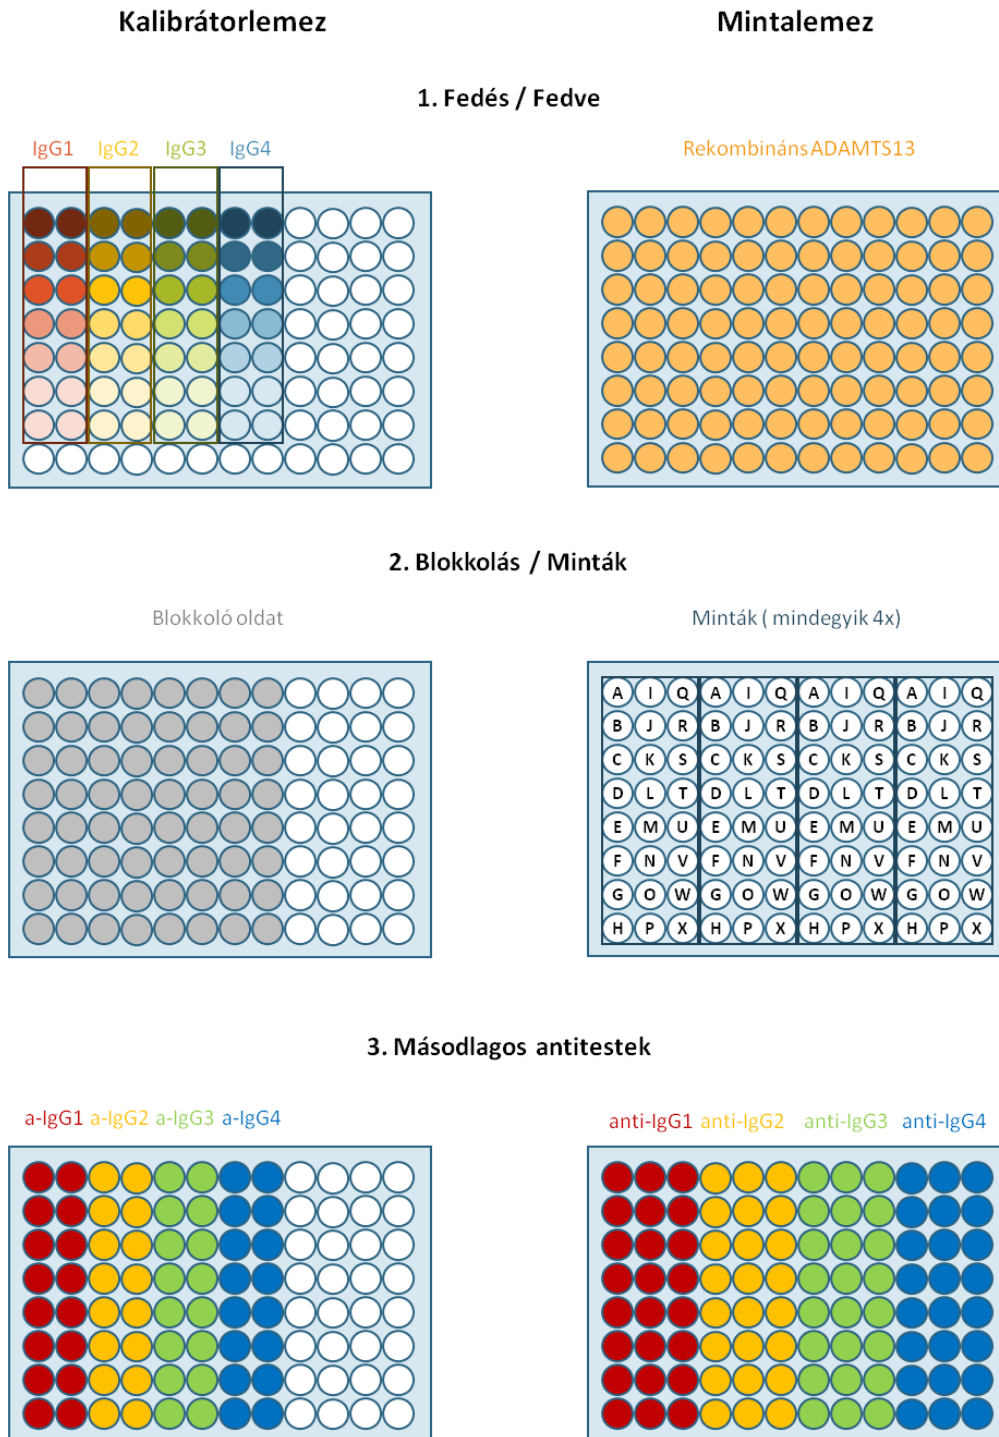 Kalibrátorlemez
Mintalemez
1. Fedés / Fedve
IgG1 IgG2 IgG3 IgG4
Rekombináns ADAMTS13
2. Blokkolás / Minták
Blokkoló oldat
Minták ( mindegyik 4x)
A I Q A I Q A I Q A I Q
B J R B J R B J R B J R
C K S C K S C K S C K S
D L T D L T D L T D L T
E M U E M U E M U E M U
F N V F N V F N V F N V
G O W G O W G O W G O W
H P X H P X H P X H P X
3. Másodlagos antitestek
a-IgG1 a-IgG2 a-IgG3 a-IgG4
anti-IgG1 anti-IgG2 anti-IgG3 anti-IgG4